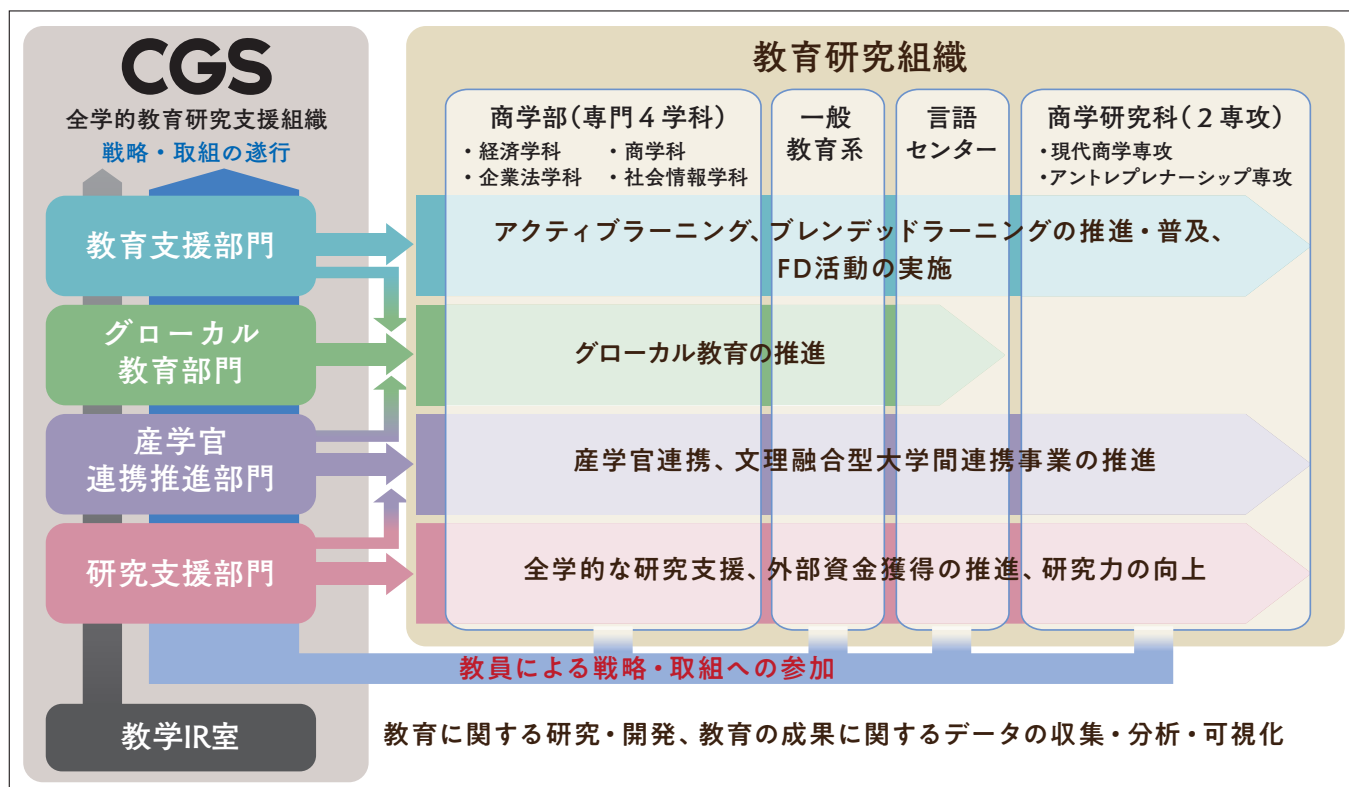 CGS
全学的教育研究支援組織
戦略・取組の遂行
教育支援部門
グローカル
教育部門
産学官
連携推進部門
研究支援部門
教学IR室
教育研究組織
商学部(専門4学科)
・経済学科 ・商学科
・企業法学科 ・社会情報学科
一般
教育系
言語
センター
商学研究科(2専攻)
・現代商学専攻
・アントレプレナーシップ専攻
アクティブラーニング、ブレンデッドラーニングの推進・普及、
FD活動の実施
グローカル教育の推進
産学官連携、文理融合型大学間連携事業の推進
全学的な研究支援、外部資金獲得の推進、研究力の向上
教員による戦略・取組への参加
教育に関する研究・開発、教育の成果に関するデータの収集・分析・可視化